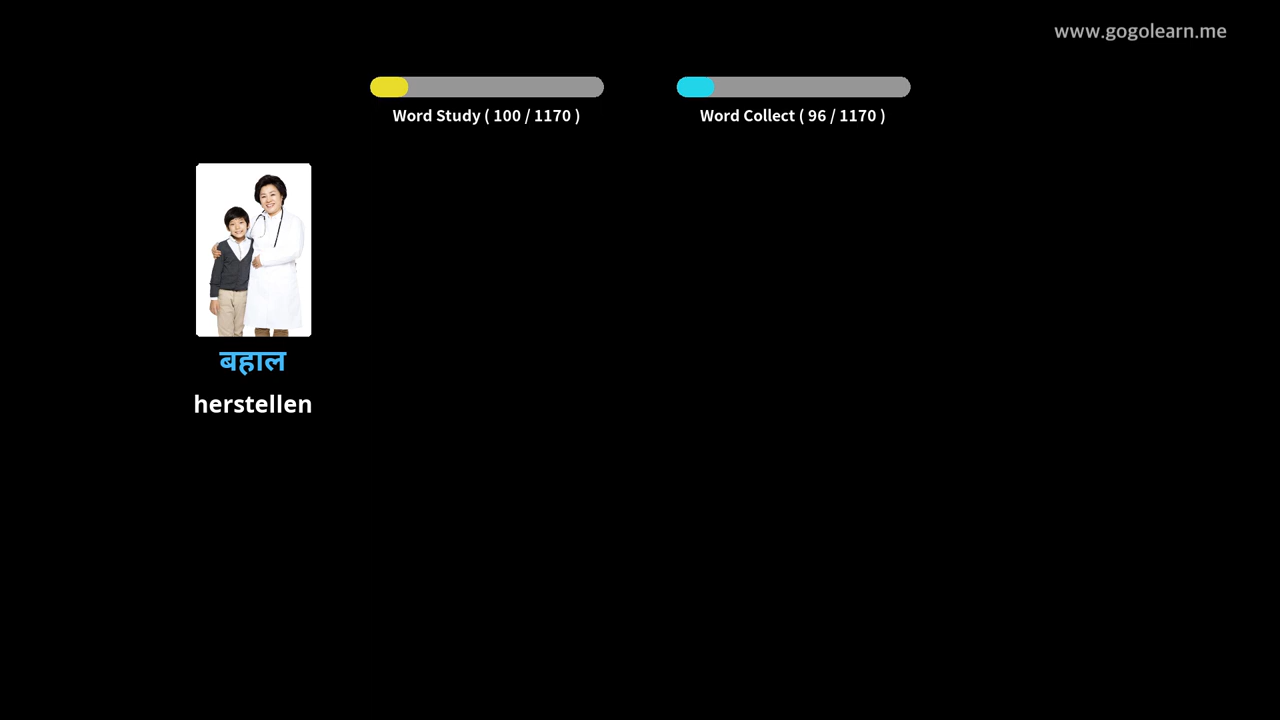 www.gogolearn.me
Word Study ( 100 / 1170 )
Word Collect ( 96 / 1170 )
बहाल
herstellen